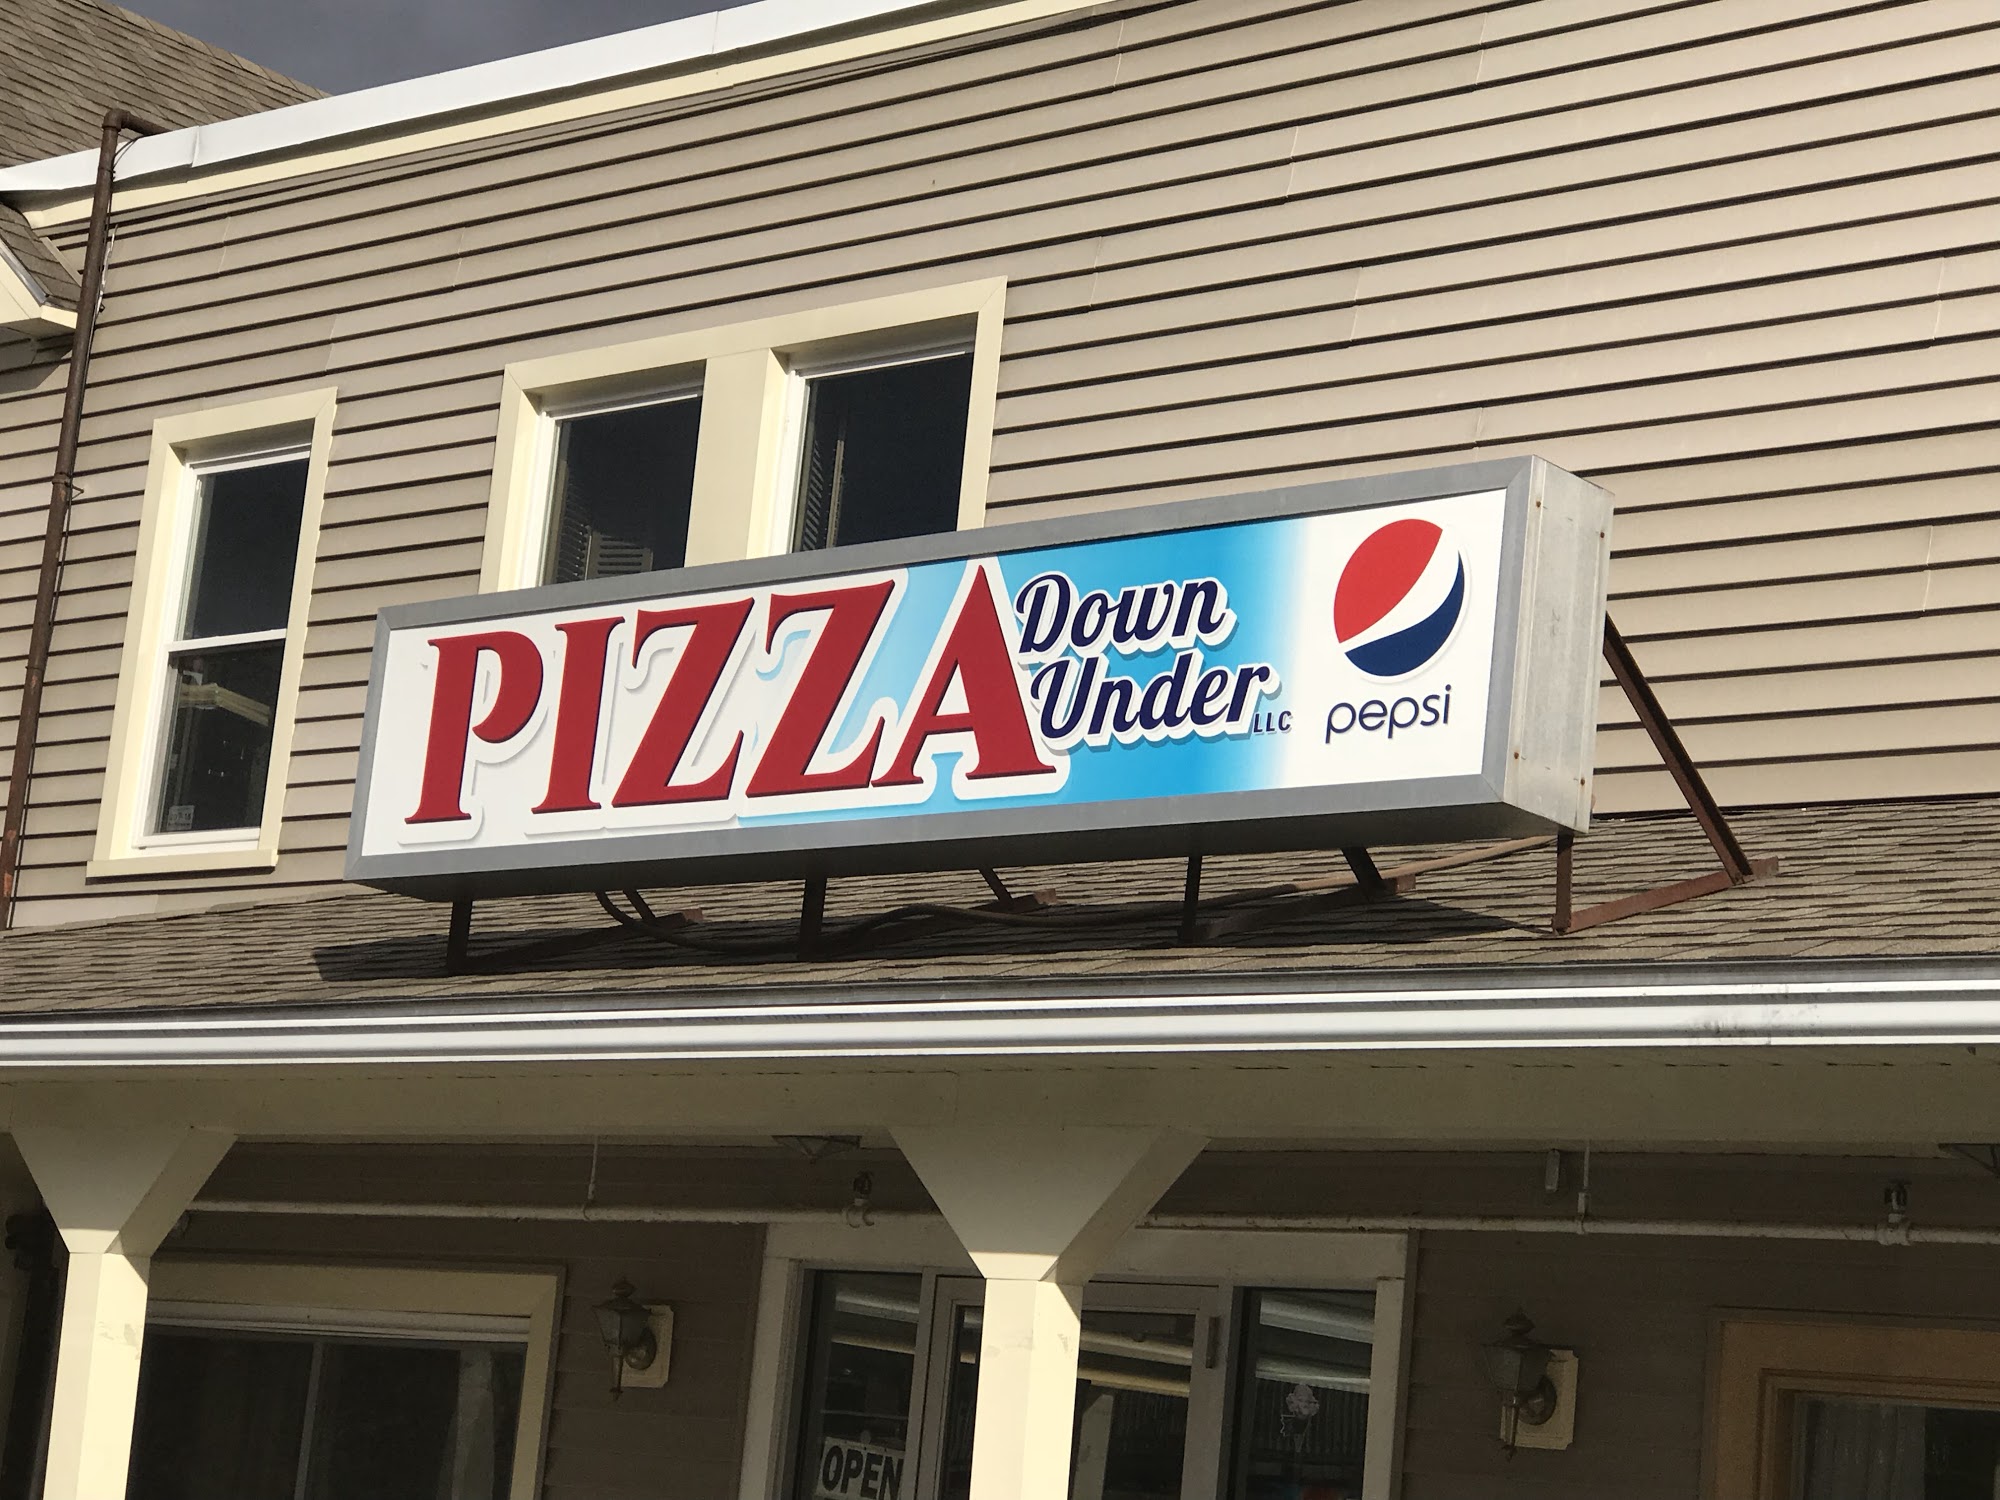 PIZZA
Down
Under LLC
pepsi
OPEN